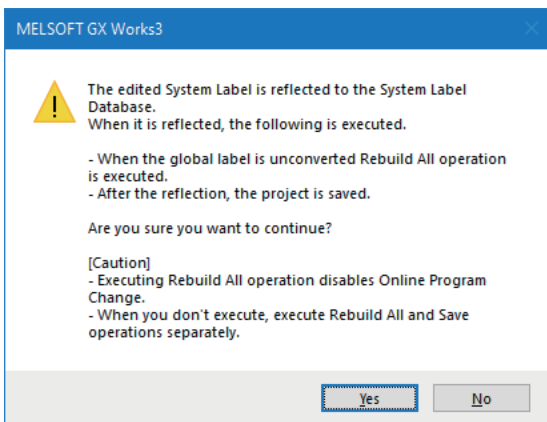 MELSOFT GX Works3
The edited System Label is reflected to the System Label
Database.
When it is reflected, the following is executed.
- When the global label is unconverted Rebuild All operation
is executed.
- After the reflection, the project is saved.
Are you sure you want to continue?
[Caution]
- Executing Rebuild All operation disables Online Program
Change.
- When you don't execute, execute Rebuild All and Save
operations separately.
Yes
No